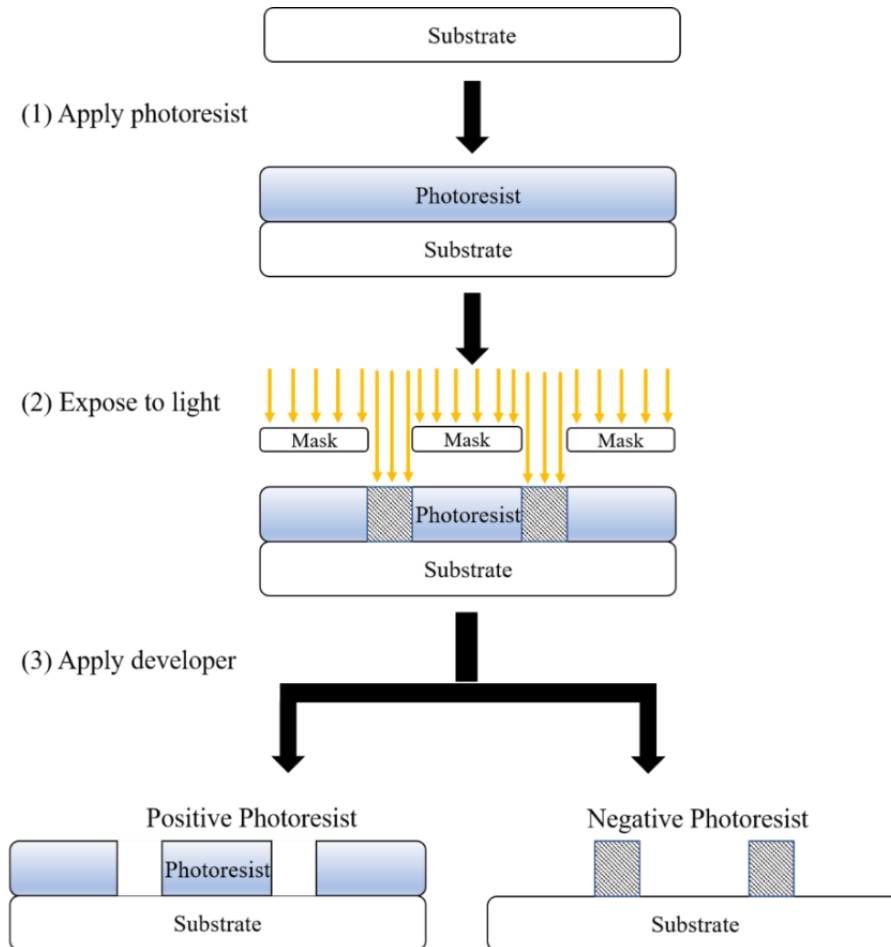 Substrate
(1) Apply photoresist
Photoresist
Substrate
(2) Expose to light
Mask Mask Mask
Photoresist
Substrate
(3) Apply developer
Positive Photoresist Negative Photoresist
Photoresist
Substrate Substrate